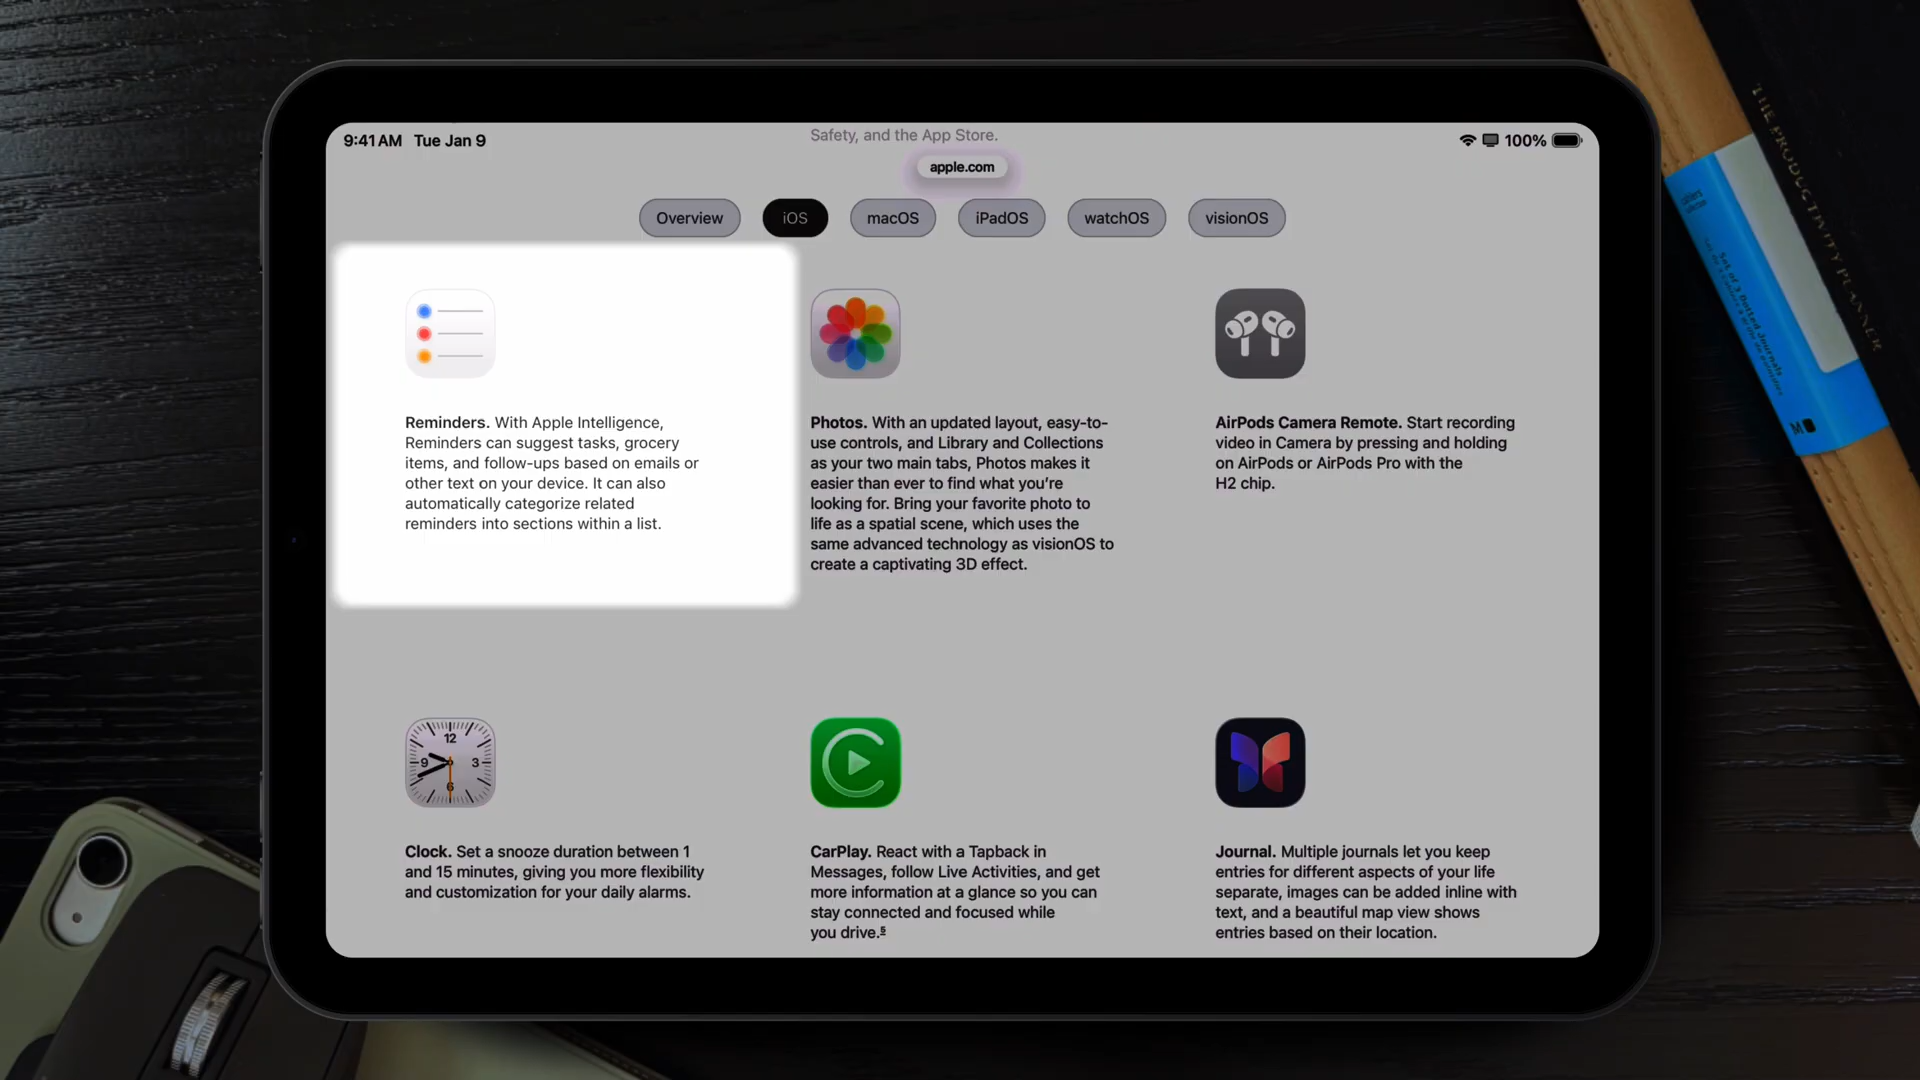 9:41 AM Tue Jan 9
Safety, and the App Store.
100%
apple.com
Overview
iOS
macOS
iPadOS
watchOS
visionOS
Reminders. With Apple Intelligence,
Reminders can suggest tasks, grocery
items, and follow-ups based on emails or
other text on your device. It can also
automatically categorize related
reminders into sections within a list.
Photos. With an updated layout, easy-to-
use controls, and Library and Collections
as your two main tabs, Photos makes it
easier than ever to find what you're
looking for. Bring your favorite photo to
life as a spatial scene, which uses the
same advanced technology as visionOS to
create a captivating 3D effect.
AirPods Camera Remote. Start recording
video in Camera by pressing and holding
on AirPods or AirPods Pro with the
H2 chip.
12
9
3
6
Clock. Set a snooze duration between 1
and 15 minutes, giving you more flexibility
and customization for your daily alarms.
CarPlay. React with a Tapback in
Messages, follow Live Activities, and get
more information at a glance so you can
stay connected and focused while
you drive.⁵
Journal. Multiple journals let you keep
entries for different aspects of your life
separate, images can be added inline with
text, and a beautiful map view shows
entries based on their location.
THE PRODUCTIVITY PLANNER
Set of 3 Dotted Journals